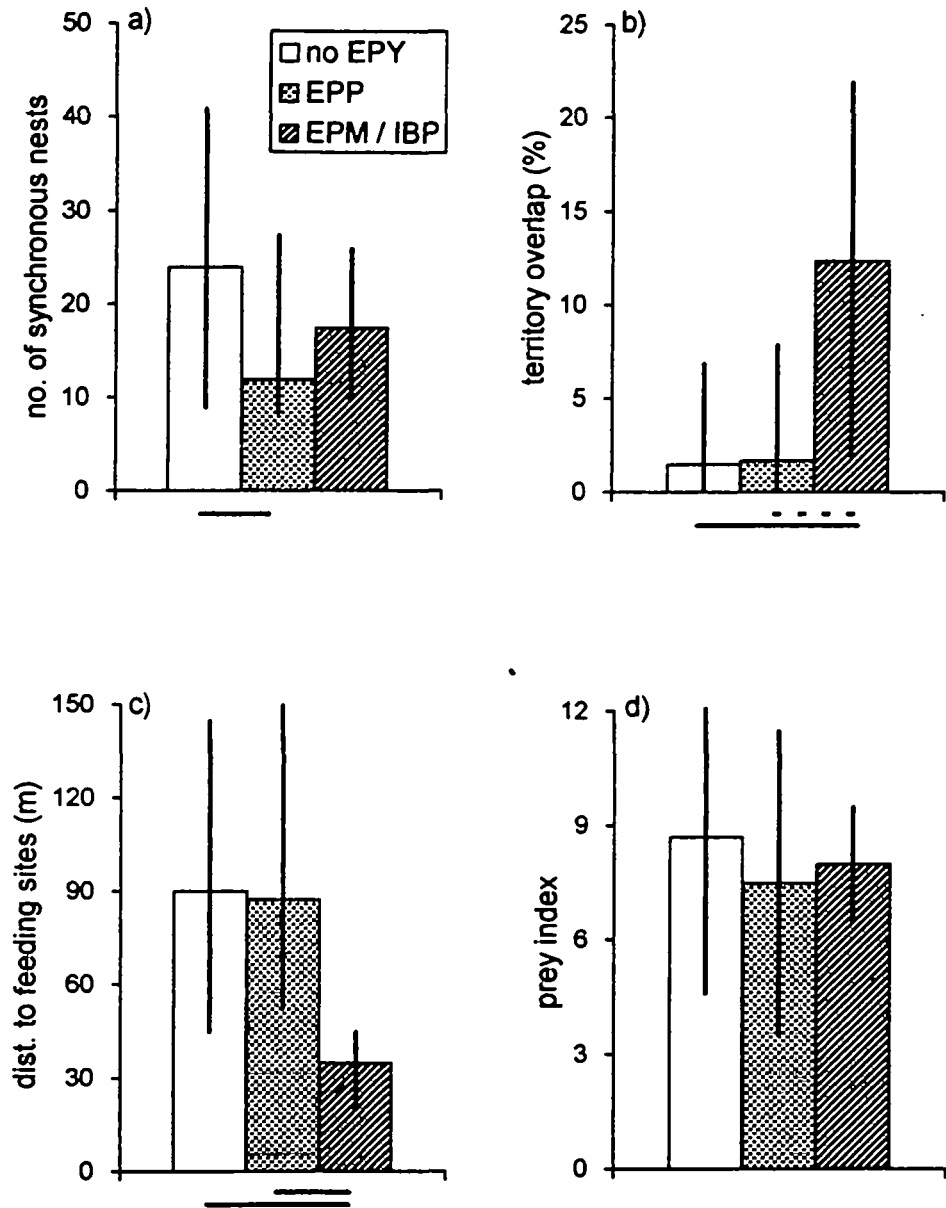 a)
no. of synchronous nests
50
40
30
20
10
0
no EPY
EPP
EPM / IBP
b)
territory overlap (%)
25
20
15
10
5
0
c)
dist. to feeding sites (m)
150
120
90
60
30
0
d)
prey index
12
9
6
3
0